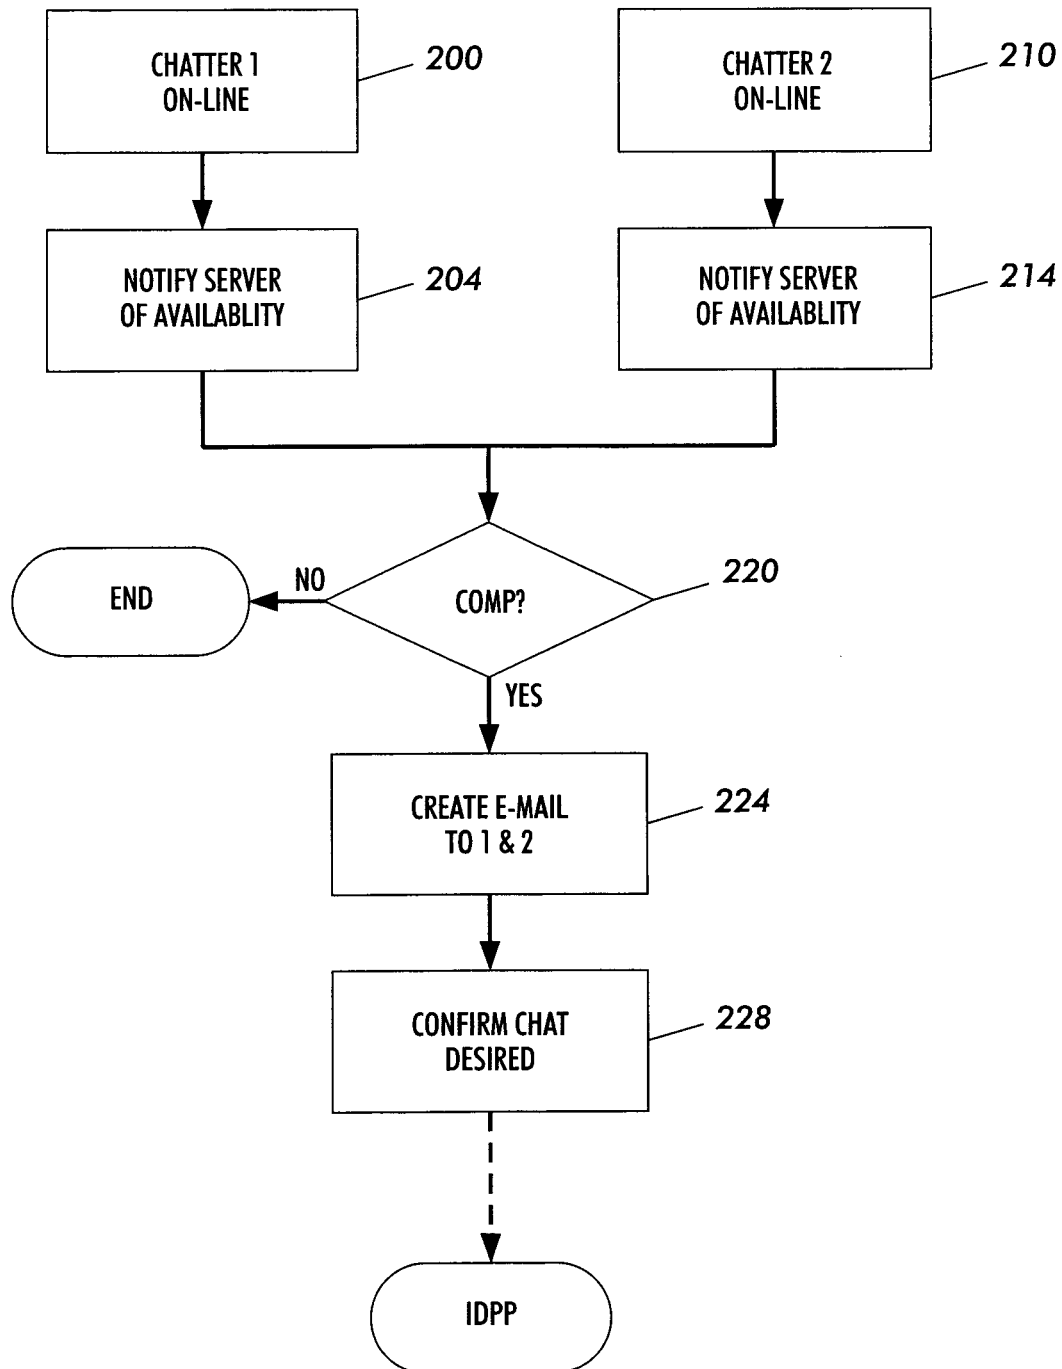 CHATTER 1
ON-LINE
200
CHATTER 2
ON-LINE
210
NOTIFY SERVER
OF AVAILABLITY
204
NOTIFY SERVER
OF AVAILABLITY
214
END
NO
COMP?
220
YES
CREATE E-MAIL
TO 1 & 2
224
CONFIRM CHAT
DESIRED
228
IDPP